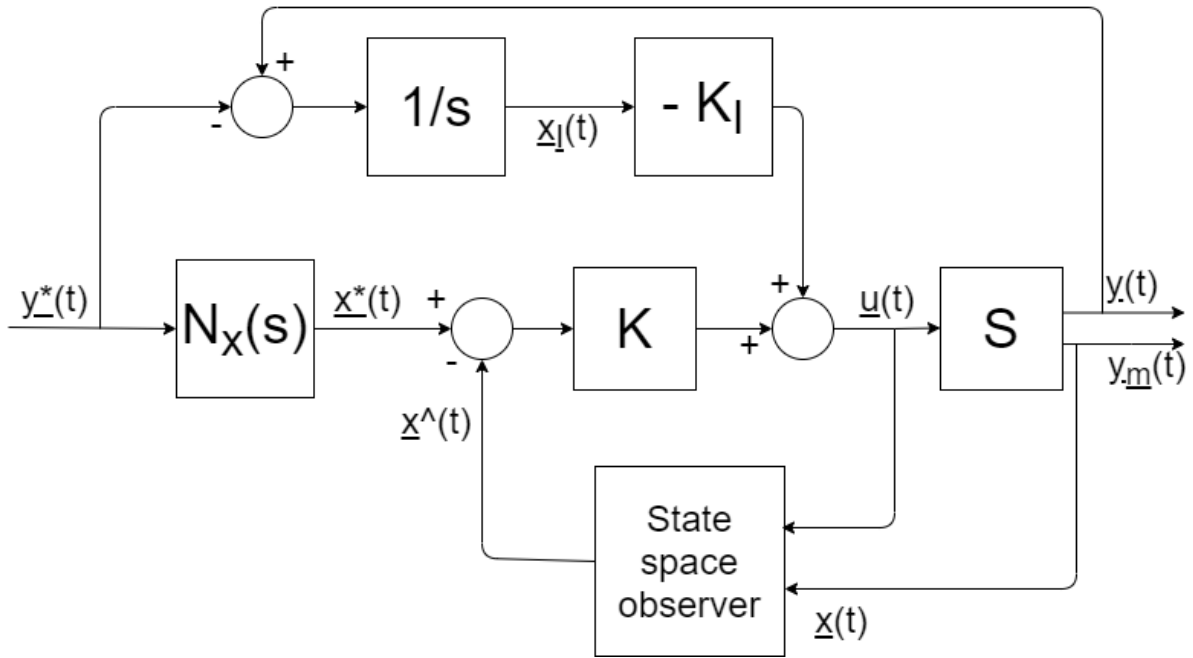 +
-
1/s
x_I(t)
- K_I
y*(t)
N_x(s)
x*(t)
+
-
K
+
+
u(t)
S
y(t)
y_m(t)
x^(t)
State
space
observer
x(t)